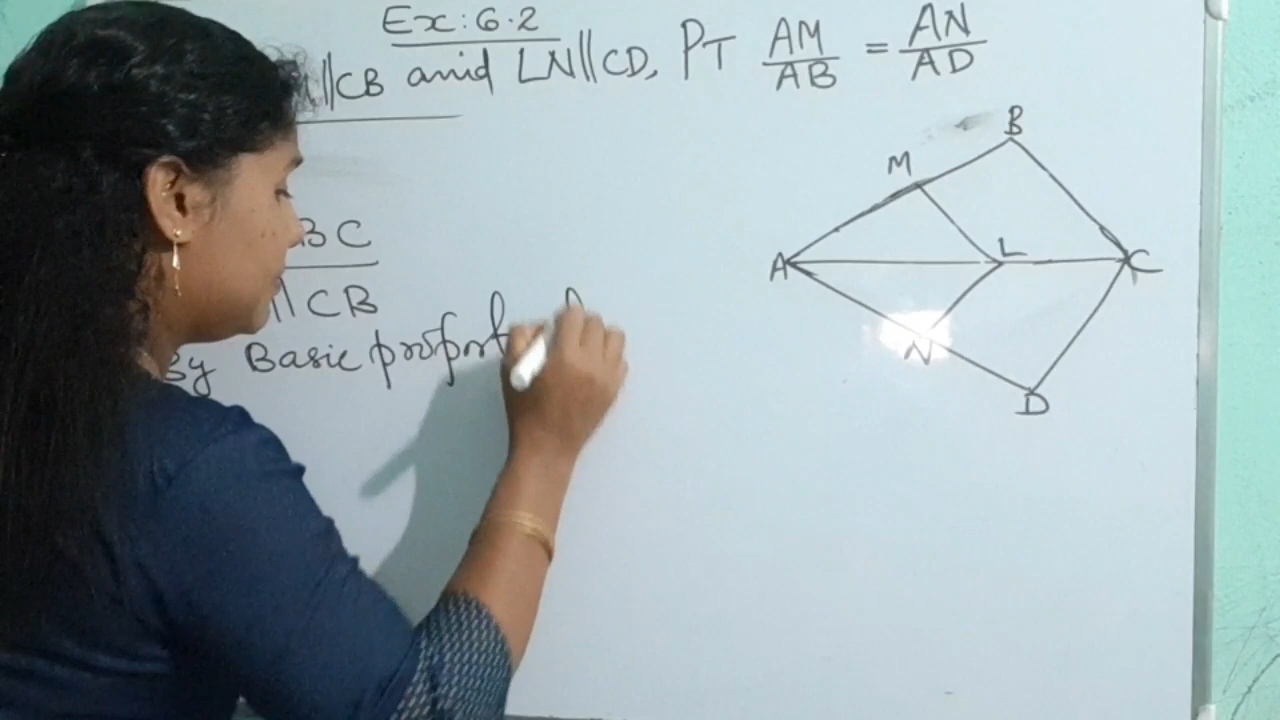 Ex: 6.2
||CB and LN||CD, PT AM/AB = AN/AD
B
M
BC
A
L
C
||CB
By Basic proport
N
D